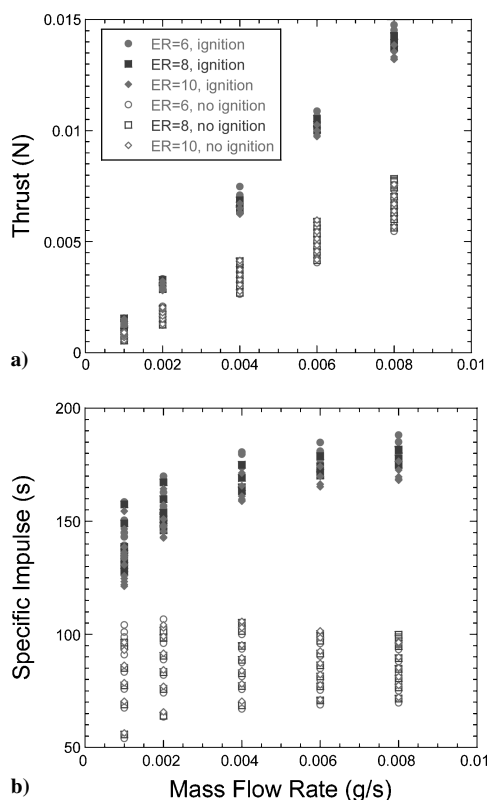 0.015
0.01
0.005
0
Thrust (N)
ER=6, ignition
ER=8, ignition
ER=10, ignition
ER=6, no ignition
ER=8, no ignition
ER=10, no ignition
0 0.002 0.004 0.006 0.008 0.01
a)
200
150
100
50
Specific Impulse (s)
0 0.002 0.004 0.006 0.008 0.01
b) Mass Flow Rate (g/s)